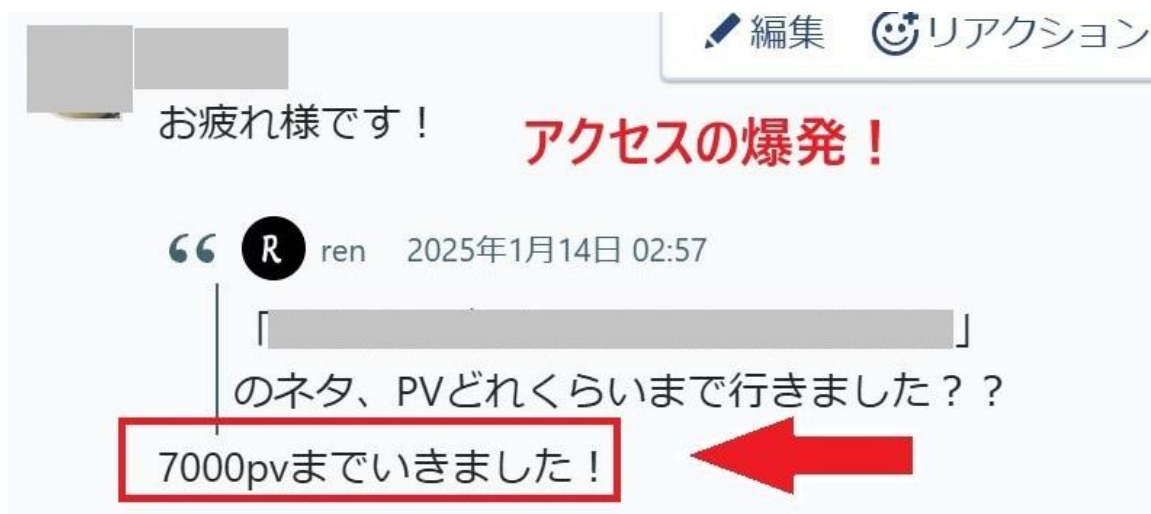 編集 リアクション
お疲れ様です！
アクセスの爆発！
R ren 2025年1月14日 02:57
「 」
のネタ、PVどれくらいまで行きました？？
7000pvまでいきました！